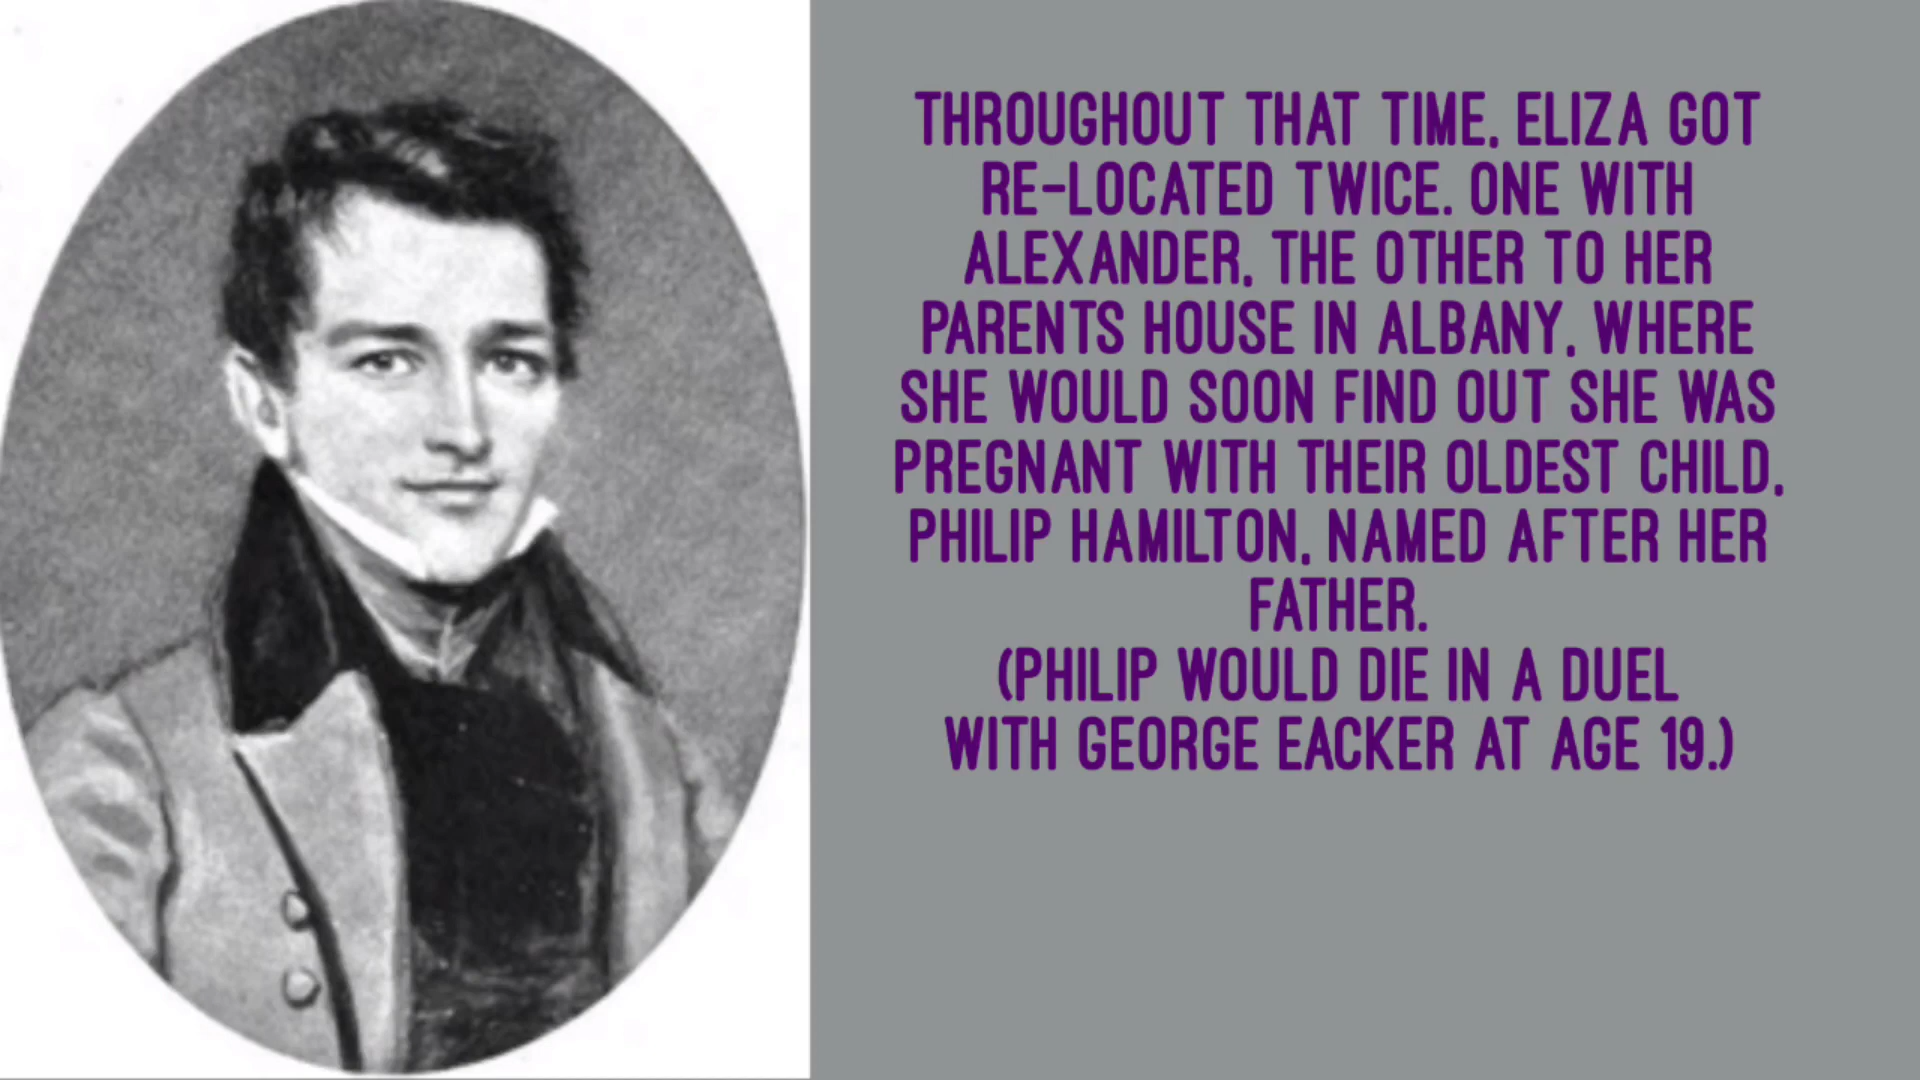 THROUGHOUT THAT TIME, ELIZA GOT
RE-LOCATED TWICE. ONE WITH
ALEXANDER, THE OTHER TO HER
PARENTS HOUSE IN ALBANY, WHERE
SHE WOULD SOON FIND OUT SHE WAS
PREGNANT WITH THEIR OLDEST CHILD,
PHILIP HAMILTON, NAMED AFTER HER
FATHER.
(PHILIP WOULD DIE IN A DUEL
WITH GEORGE EACKER AT AGE 19.)